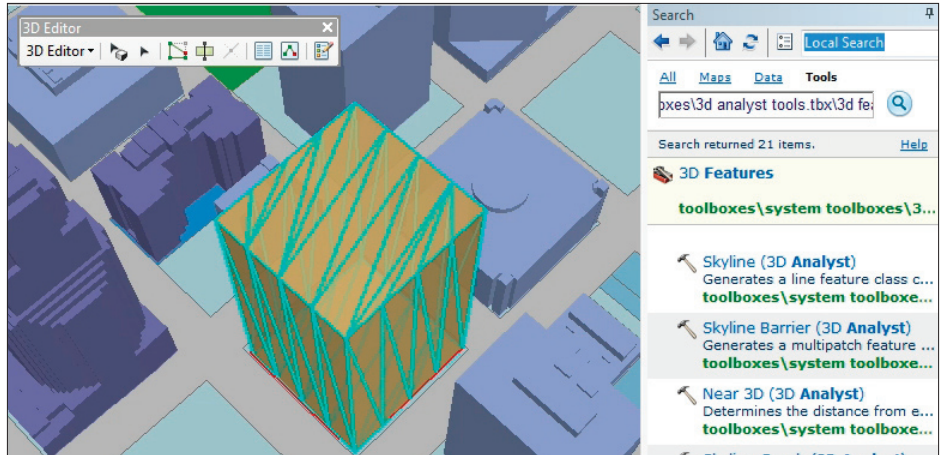 3D Editor
3D Editor
Search
Local Search
All Maps Data Tools
oxes\3d analyst tools.tbx\3d fea
Search returned 21 items. Help
3D Features
toolboxes\system toolboxes\3...
Skyline (3D Analyst)
Generates a line feature class c...
toolboxes\system toolboxe...
Skyline Barrier (3D Analyst)
Generates a multipatch feature ...
toolboxes\system toolboxe...
Near 3D (3D Analyst)
Determines the distance from e...
toolboxes\system toolboxe...